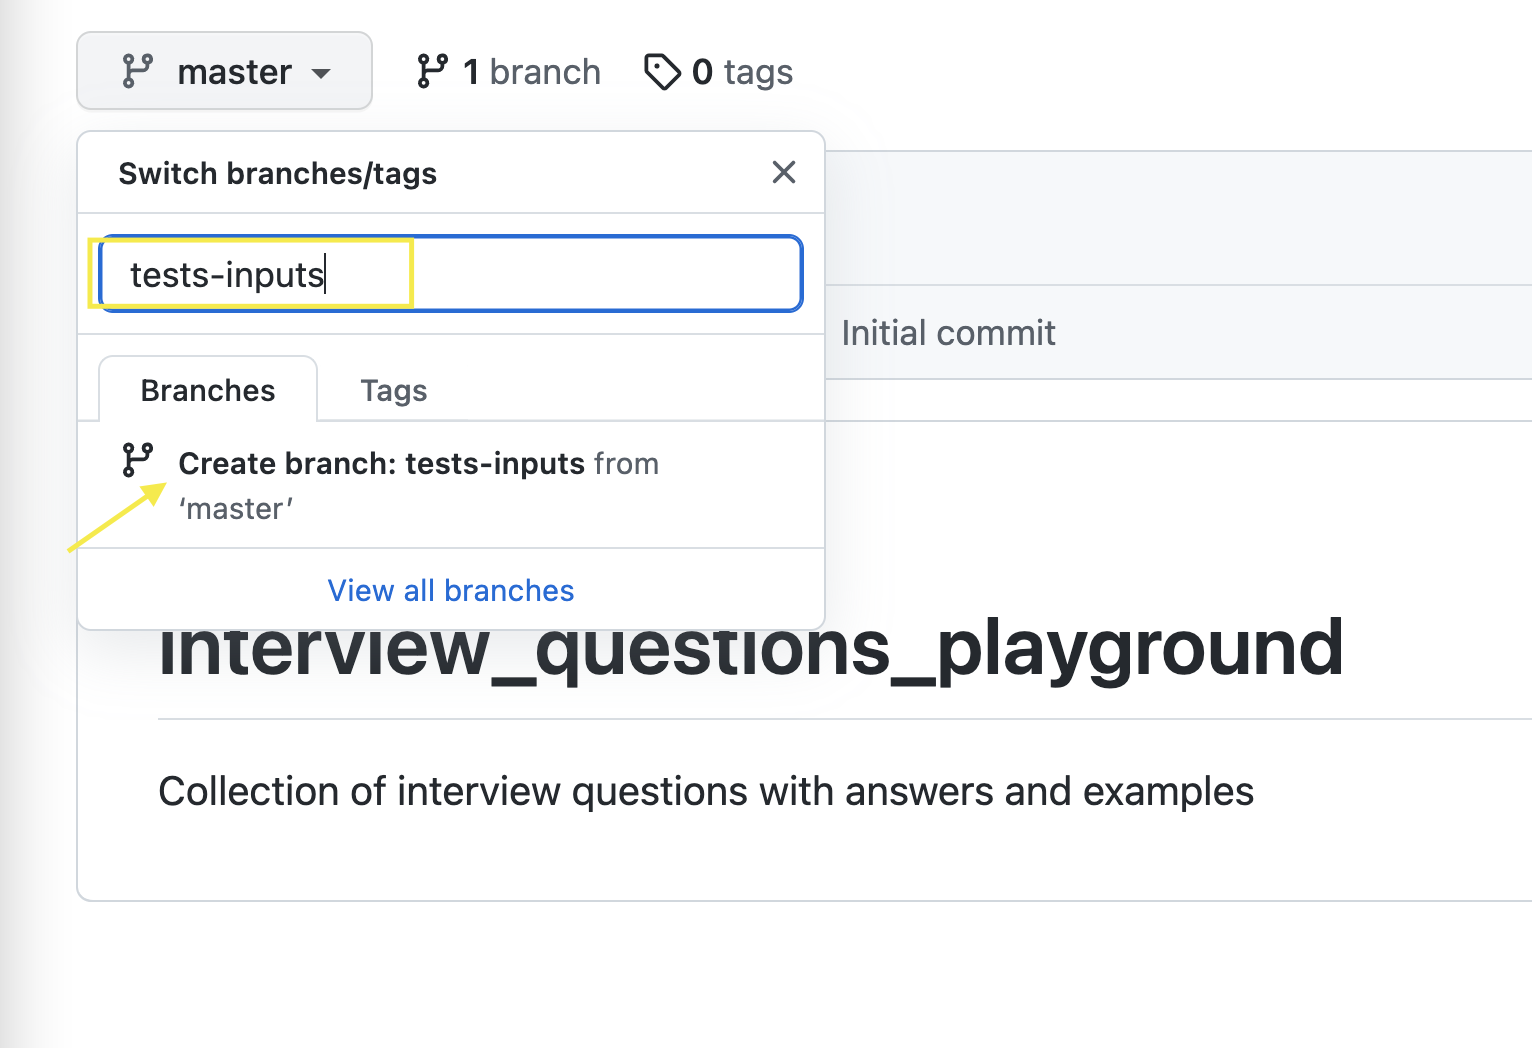 master 1 branch 0 tags
Switch branches/tags
tests-inputs
Initial commit
Branches Tags
Create branch: tests-inputs from
‘master’
View all branches
interview_questions_playground
Collection of interview questions with answers and examples